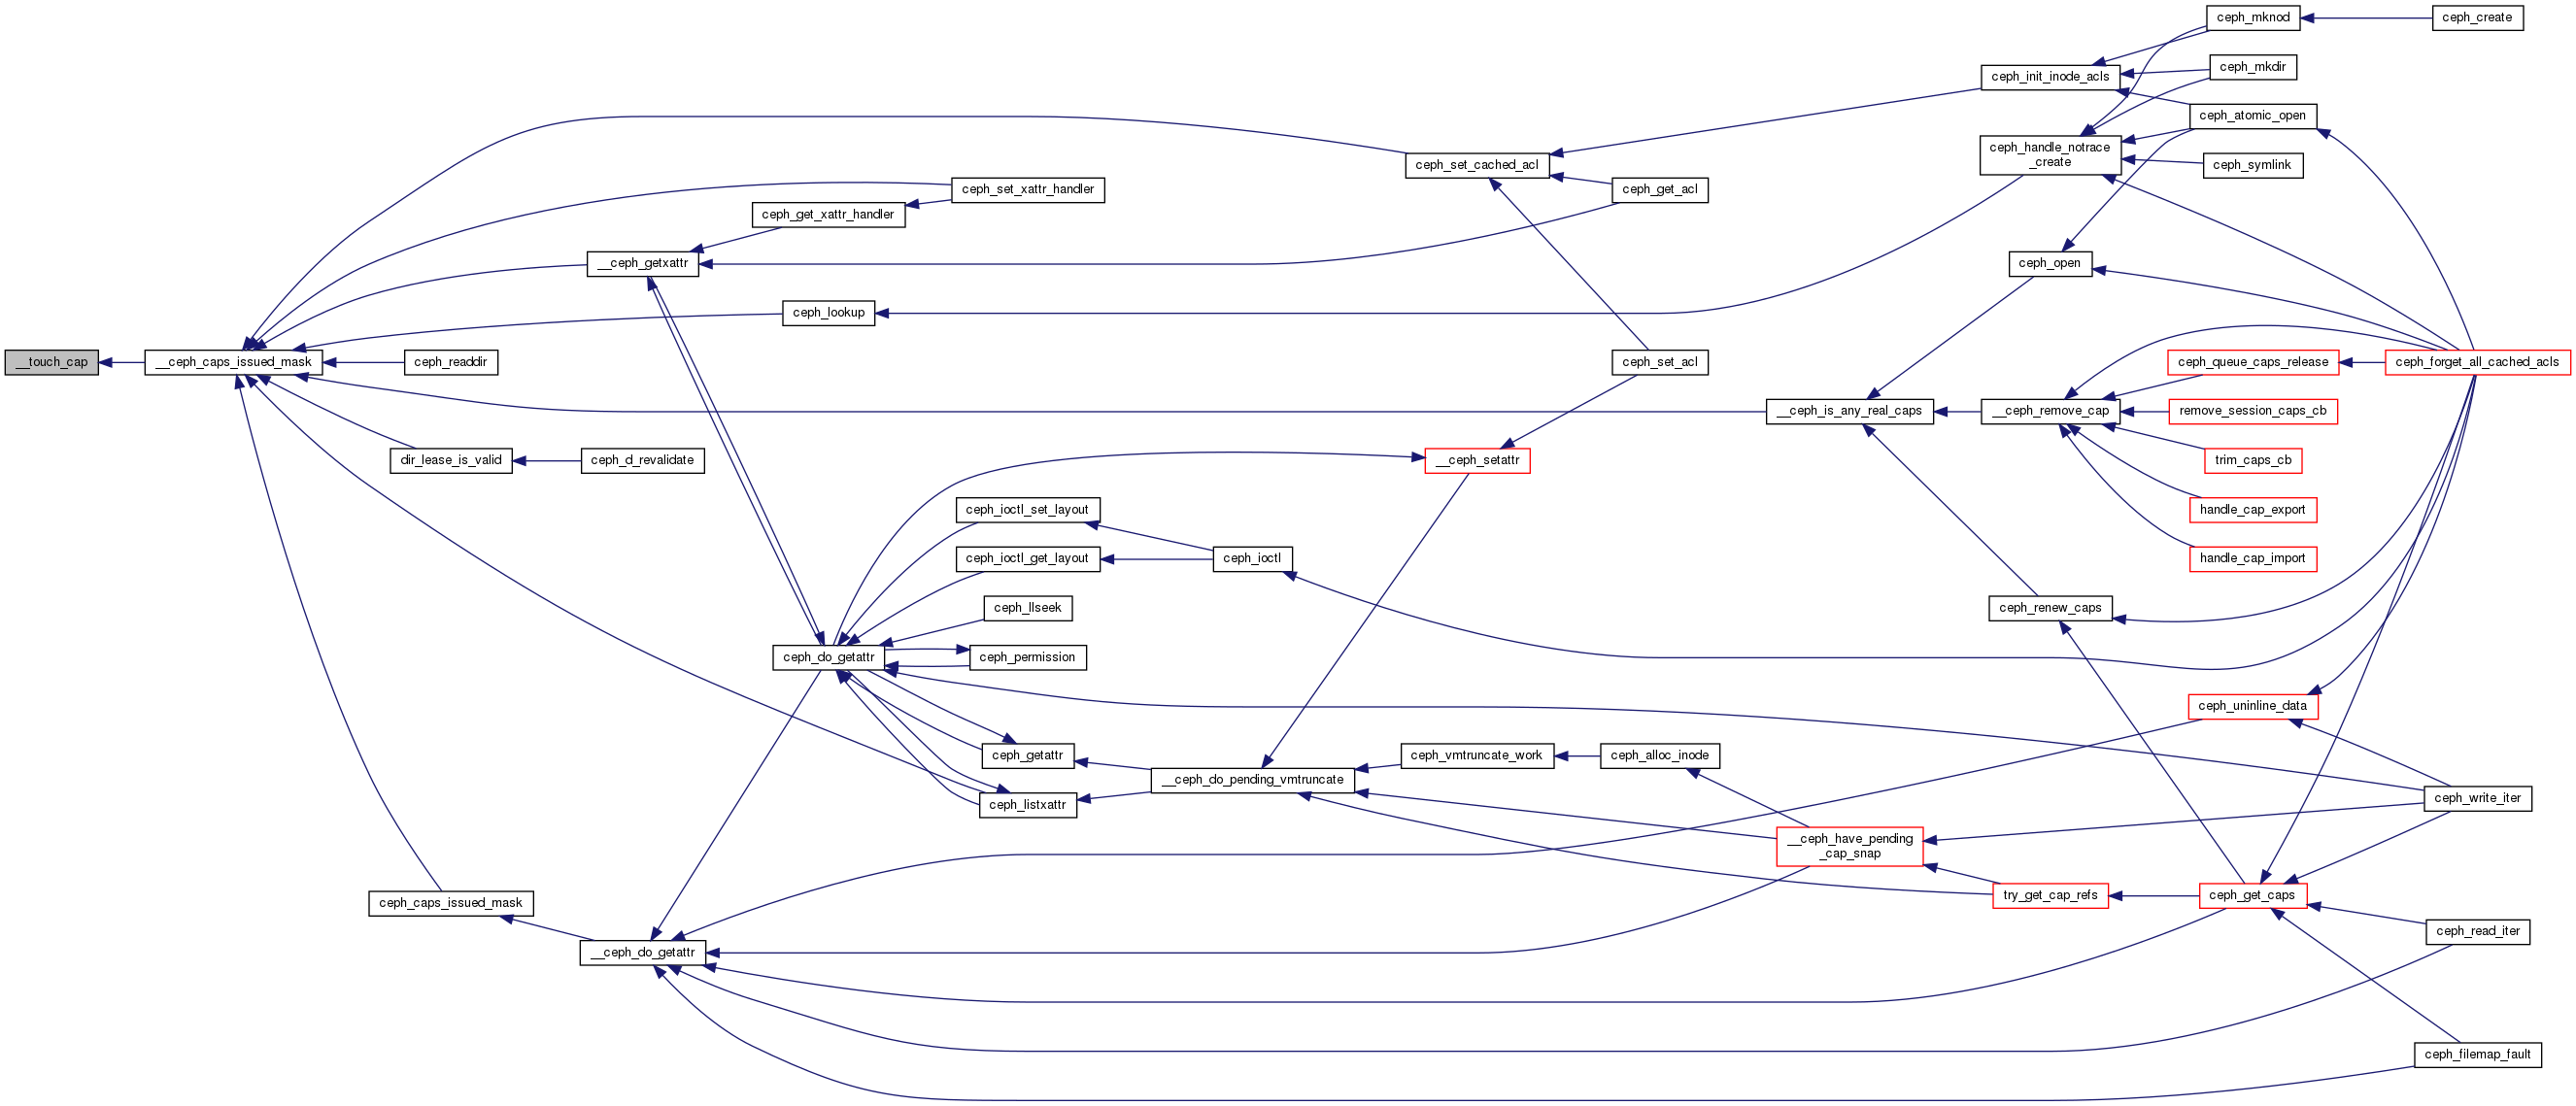 ceph_mknod
ceph_create
ceph_init_inode_acls
ceph_mkdir
ceph_atomic_open
ceph_handle_notrace
_create
ceph_set_cached_acl
ceph_symlink
ceph_set_xattr_handler
ceph_get_acl
ceph_get_xattr_handler
__ceph_getxattr
ceph_open
ceph_lookup
__touch_cap
__ceph_caps_issued_mask
ceph_readdir
ceph_set_acl
ceph_queue_caps_release
ceph_forget_all_cached_acls
__ceph_is_any_real_caps
__ceph_remove_cap
remove_session_caps_cb
dir_lease_is_valid
ceph_d_revalidate
__ceph_setattr
trim_caps_cb
ceph_ioctl_set_layout
handle_cap_export
ceph_ioctl_get_layout
ceph_ioctl
handle_cap_import
ceph_llseek
ceph_renew_caps
ceph_do_getattr
ceph_permission
ceph_uninline_data
ceph_getattr
ceph_vmtruncate_work
ceph_alloc_inode
__ceph_do_pending_vmtruncate
ceph_listxattr
ceph_write_iter
__ceph_have_pending
_cap_snap
try_get_cap_refs
ceph_get_caps
ceph_caps_issued_mask
ceph_read_iter
__ceph_do_getattr
ceph_filemap_fault